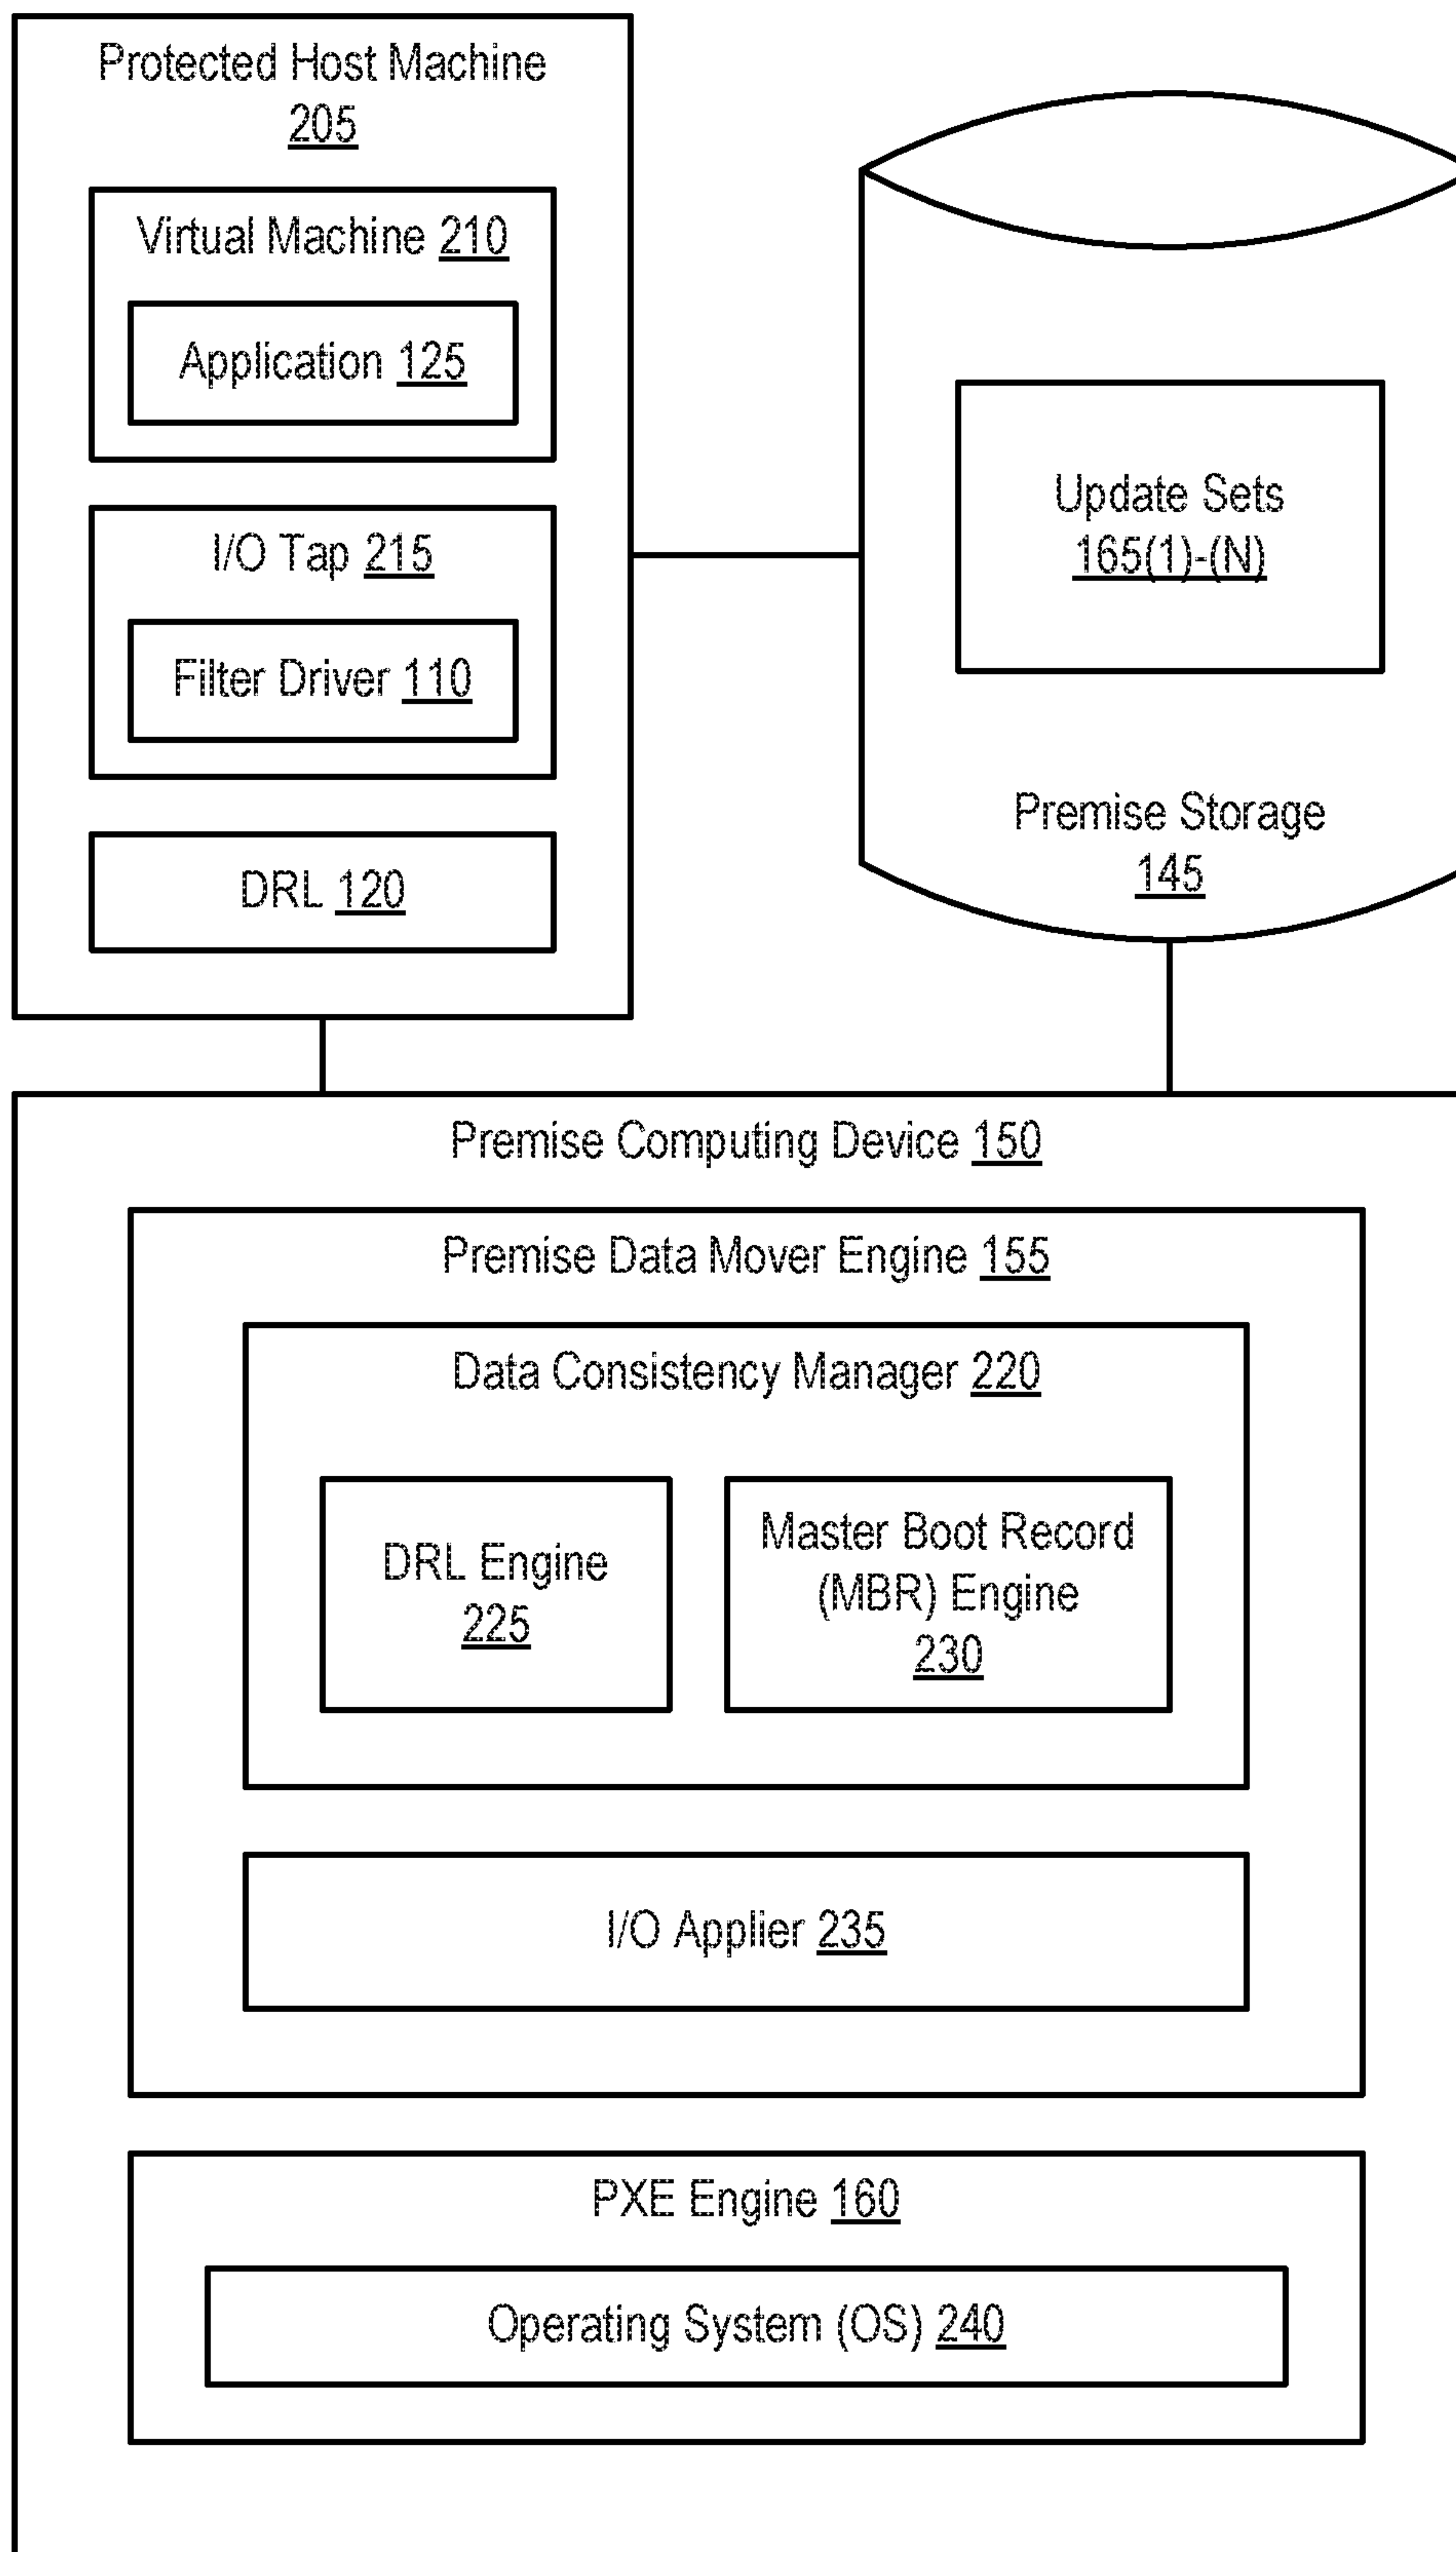 Protected Host Machine
205
Virtual Machine 210
Application 125
I/O Tap 215
Filter Driver 110
DRL 120
Update Sets
165(1)-(N)
Premise Storage
145
Premise Computing Device 150
Premise Data Mover Engine 155
Data Consistency Manager 220
DRL Engine
225
Master Boot Record
(MBR) Engine
230
I/O Applier 235
PXE Engine 160
Operating System (OS) 240